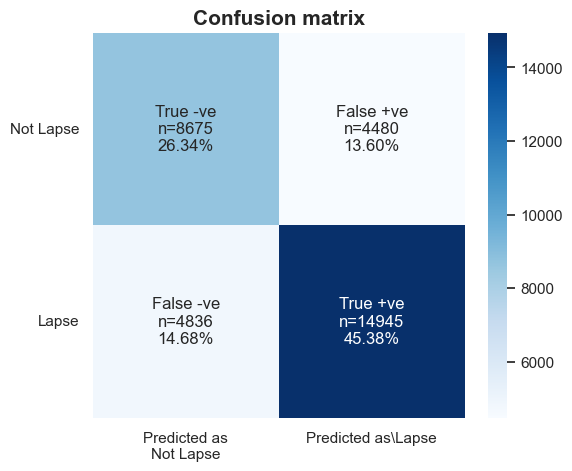 Confusion matrix
Not Lapse
True -ve
n=8675
26.34%
False +ve
n=4480
13.60%
Lapse
False -ve
n=4836
14.68%
True +ve
n=14945
45.38%
Predicted as
Not Lapse
Predicted as\Lapse
14000
12000
10000
8000
6000